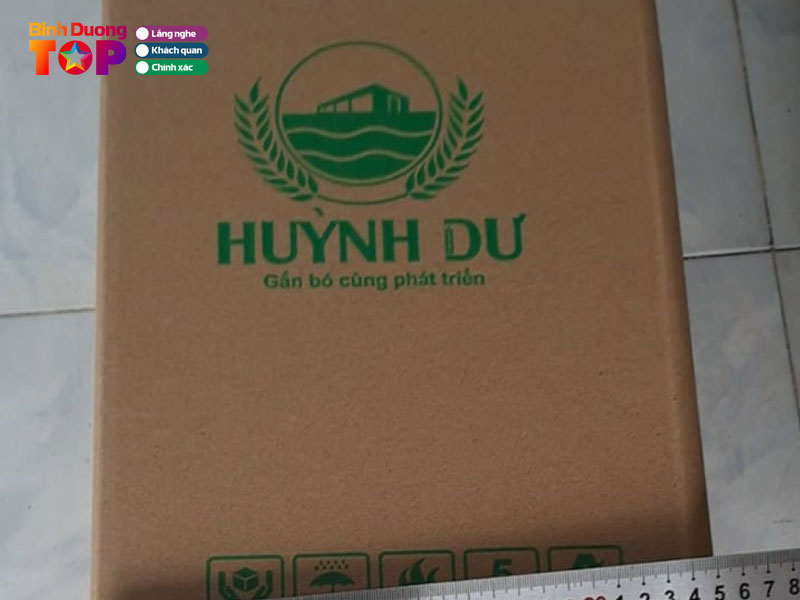 Bình Dương
TOP
Lắng nghe
Khách quan
Chính xác
HUỲNH DƯ
Gắn bó cùng phát triển
5
1 2 3 4 5 6 7 8